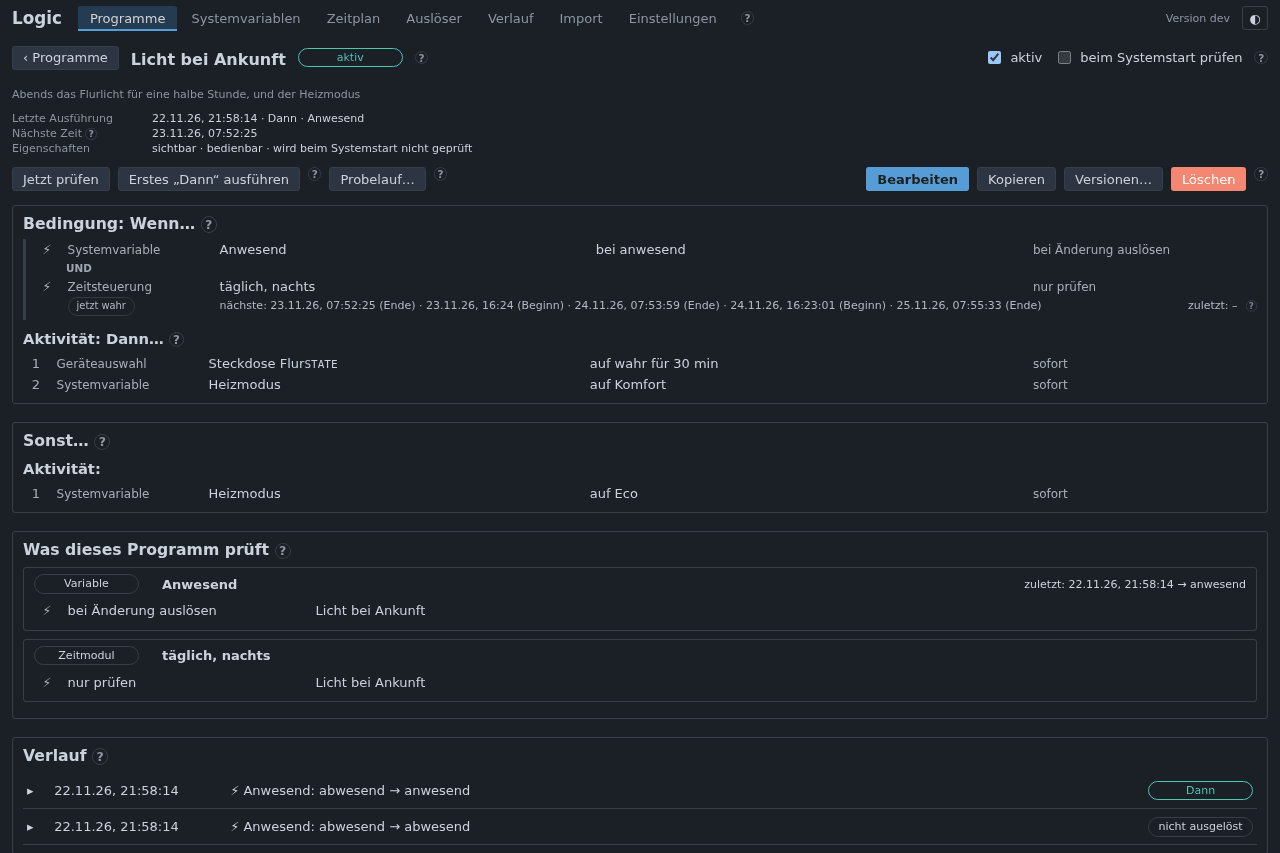 Logic Programme Systemvariablen Zeitplan Auslöser Verlauf Import Einstellungen ? Version dev
‹ Programme Licht bei Ankunft aktiv ? aktiv beim Systemstart prüfen ?
Abends das Flurlicht für eine halbe Stunde, und der Heizmodus
Letzte Ausführung 22.11.26, 21:58:14 · Dann · Anwesend
Nächste Zeit ? 23.11.26, 07:52:25
Eigenschaften sichtbar · bedienbar · wird beim Systemstart nicht geprüft
Jetzt prüfen Erstes „Dann“ ausführen ? Probelauf… ? Bearbeiten Kopieren Versionen… Löschen ?
Bedingung: Wenn… ?
⚡ Systemvariable Anwesend bei anwesend bei Änderung auslösen
UND
⚡ Zeitsteuerung täglich, nachts nur prüfen
jetzt wahr nächste: 23.11.26, 07:52:25 (Ende) · 23.11.26, 16:24 (Beginn) · 24.11.26, 07:53:59 (Ende) · 24.11.26, 16:23:01 (Beginn) · 25.11.26, 07:55:33 (Ende) zuletzt: – ?
Aktivität: Dann… ?
1 Geräteauswahl Steckdose FlurSTATE auf wahr für 30 min sofort
2 Systemvariable Heizmodus auf Komfort sofort
Sonst… ?
Aktivität:
1 Systemvariable Heizmodus auf Eco sofort
Was dieses Programm prüft ?
Variable Anwesend zuletzt: 22.11.26, 21:58:14 → anwesend
⚡ bei Änderung auslösen Licht bei Ankunft
Zeitmodul täglich, nachts
⚡ nur prüfen Licht bei Ankunft
Verlauf ?
▸ 22.11.26, 21:58:14 ⚡ Anwesend: abwesend → anwesend Dann
▸ 22.11.26, 21:58:14 ⚡ Anwesend: abwesend → abwesend nicht ausgelöst